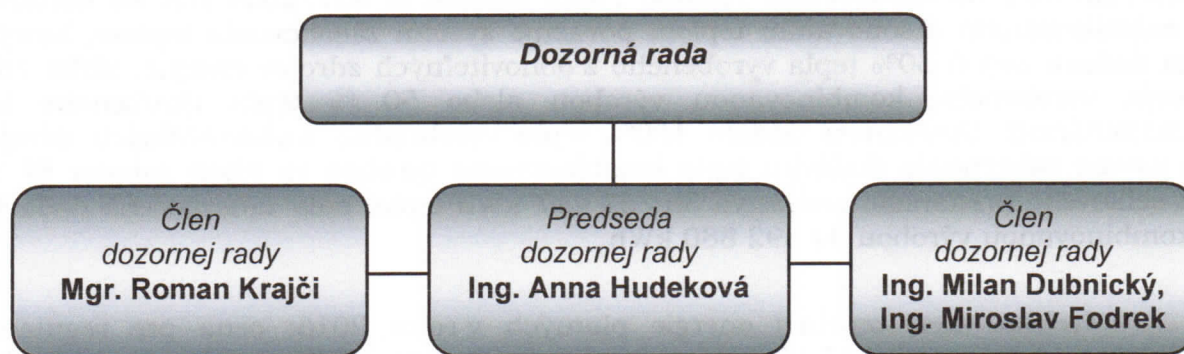 Dozorná rada
Člen
dozornej rady
Mgr. Roman Krajči
Predseda
dozornej rady
Ing. Anna Hudeková
Člen
dozornej rady
Ing. Milan Dubnický,
Ing. Miroslav Fodrek